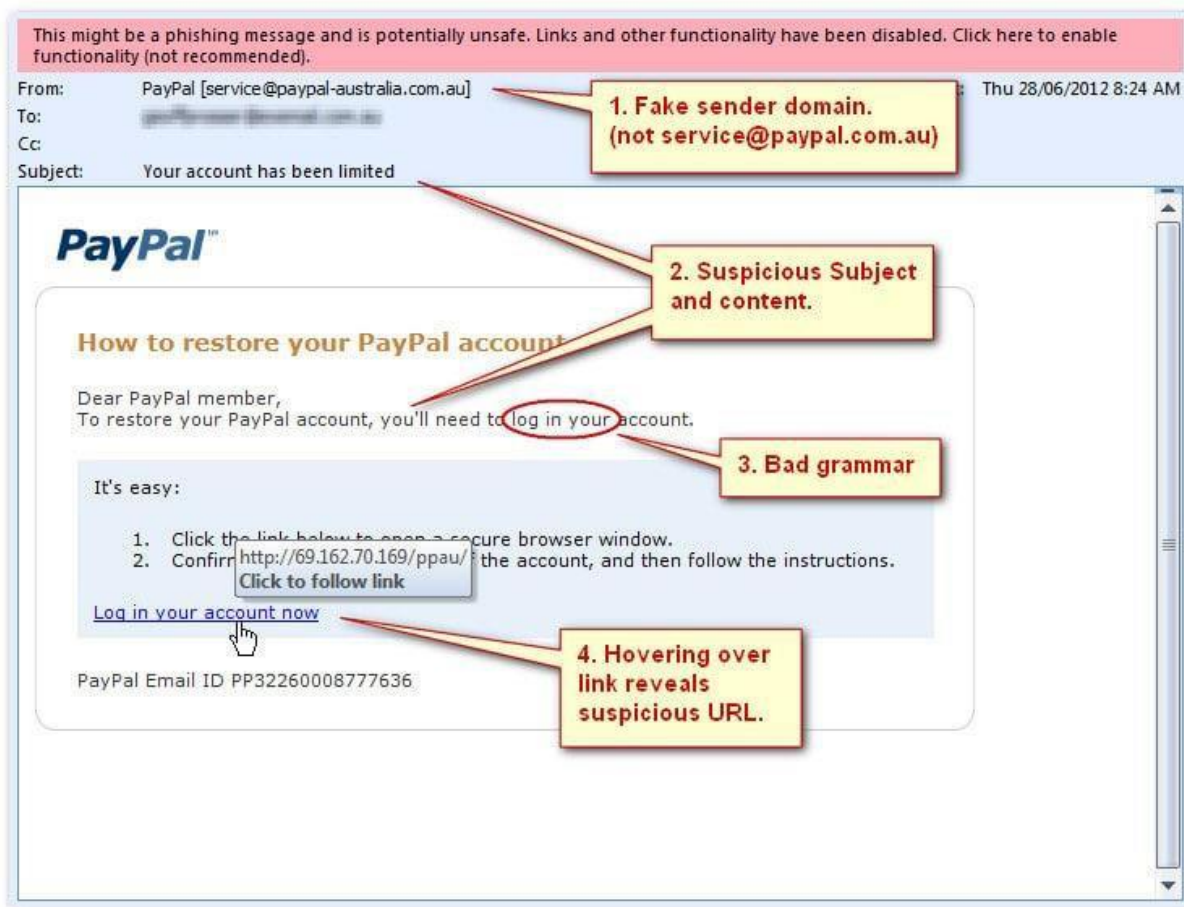 This might be a phishing message and is potentially unsafe. Links and other functionality have been disabled. Click here to enable
functionality (not recommended).
From: PayPal [service@paypal-australia.com.au]
Thu 28/06/2012 8:24 AM
To:
Cc:
Subject: Your account has been limited
1. Fake sender domain.
(not service@paypal.com.au)
PayPal™
2. Suspicious Subject
and content.
How to restore your PayPal account
Dear PayPal member,
To restore your PayPal account, you'll need to log in your account.
3. Bad grammar
It's easy:
1. Click the link below to open a secure browser window.
2. Confirm the account, and then follow the instructions.
http://69.162.70.169/ppau/
Click to follow link
Log in your account now
4. Hovering over
link reveals
suspicious URL.
PayPal Email ID PP32260008777636